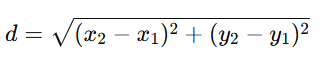 d = √(x₂ − x₁)² + (y₂ − y₁)²